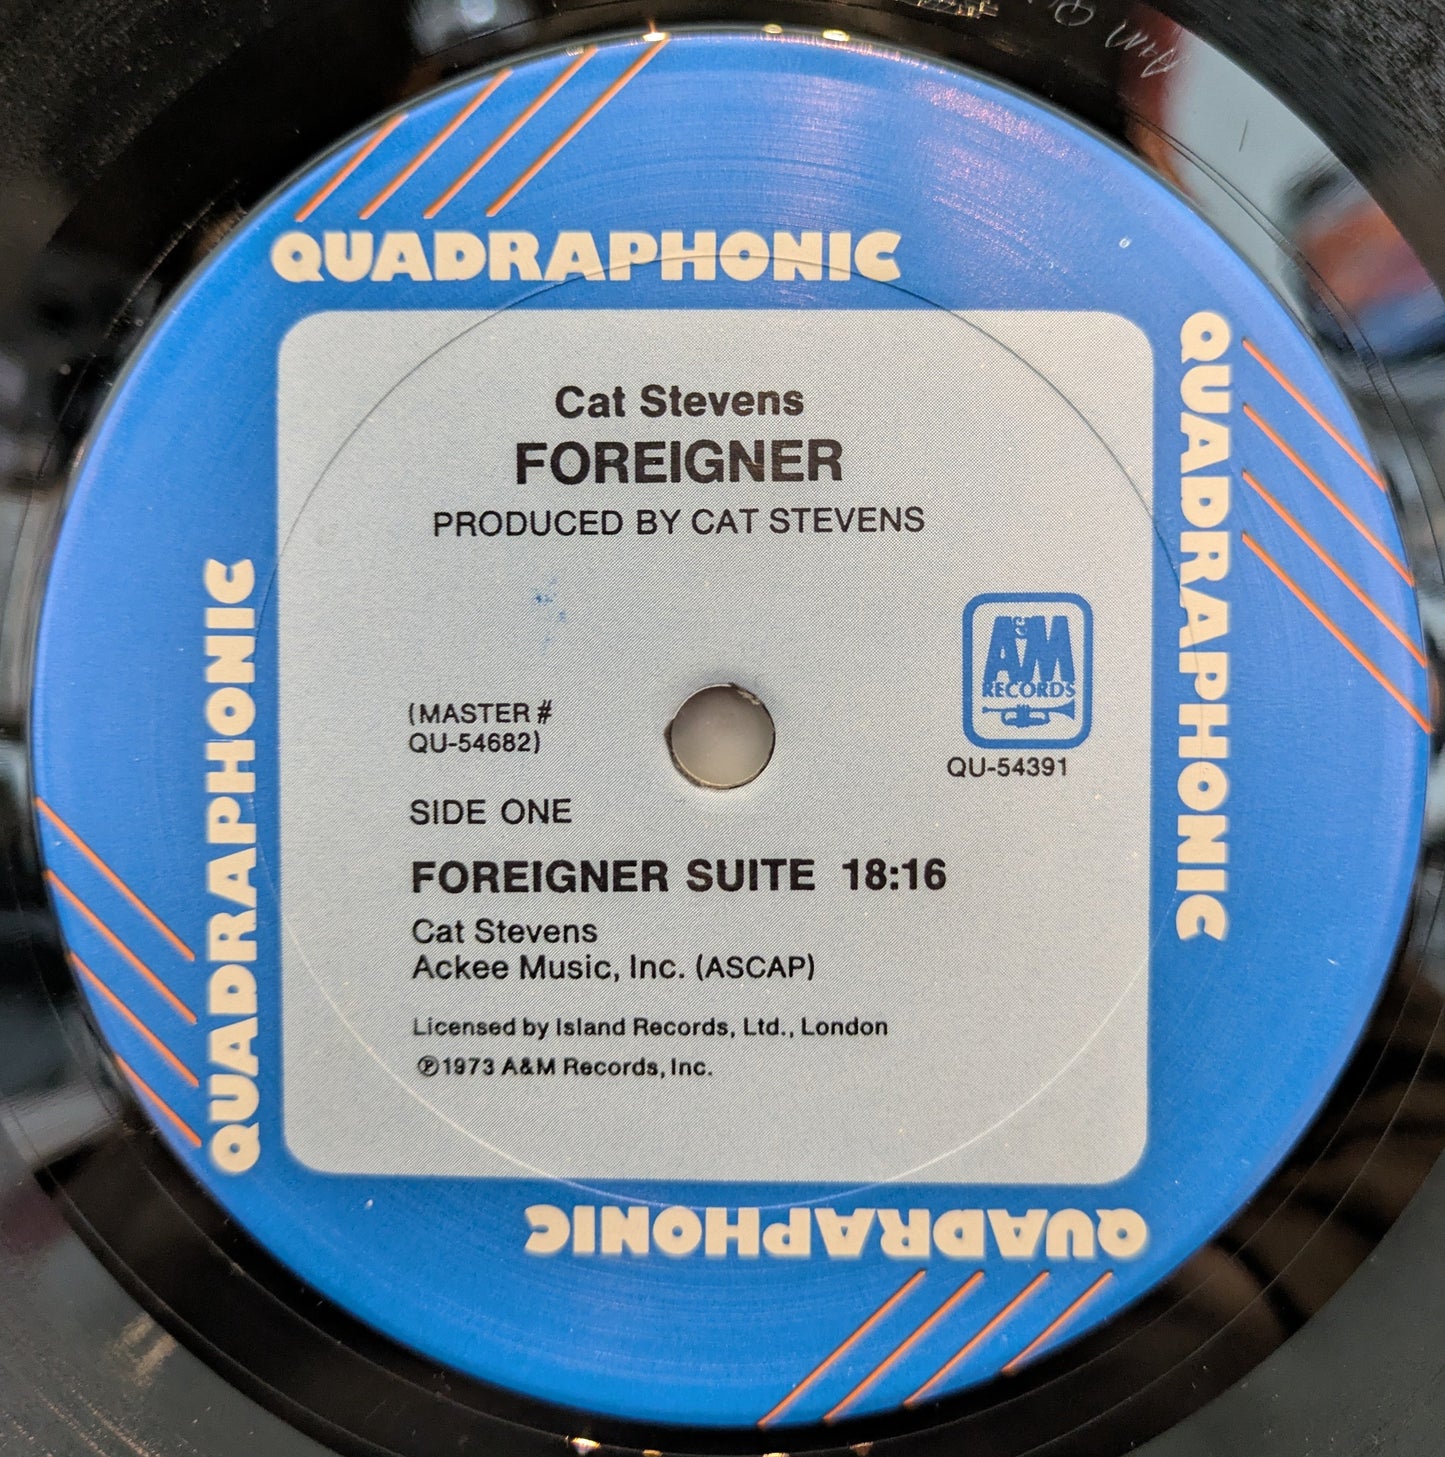 QUADRAPHONIC
Cat Stevens
FOREIGNER
PRODUCED BY CAT STEVENS
A&M
RECORDS
(MASTER #
QU-54682)
QU-54391
SIDE ONE
FOREIGNER SUITE 18:16
Cat Stevens
Ackee Music, Inc. (ASCAP)
Licensed by Island Records, Ltd., London
℗1973 A&M Records, Inc.
QUADRAPHONIC
QUADRAPHONIC
QUADRAPHONIC